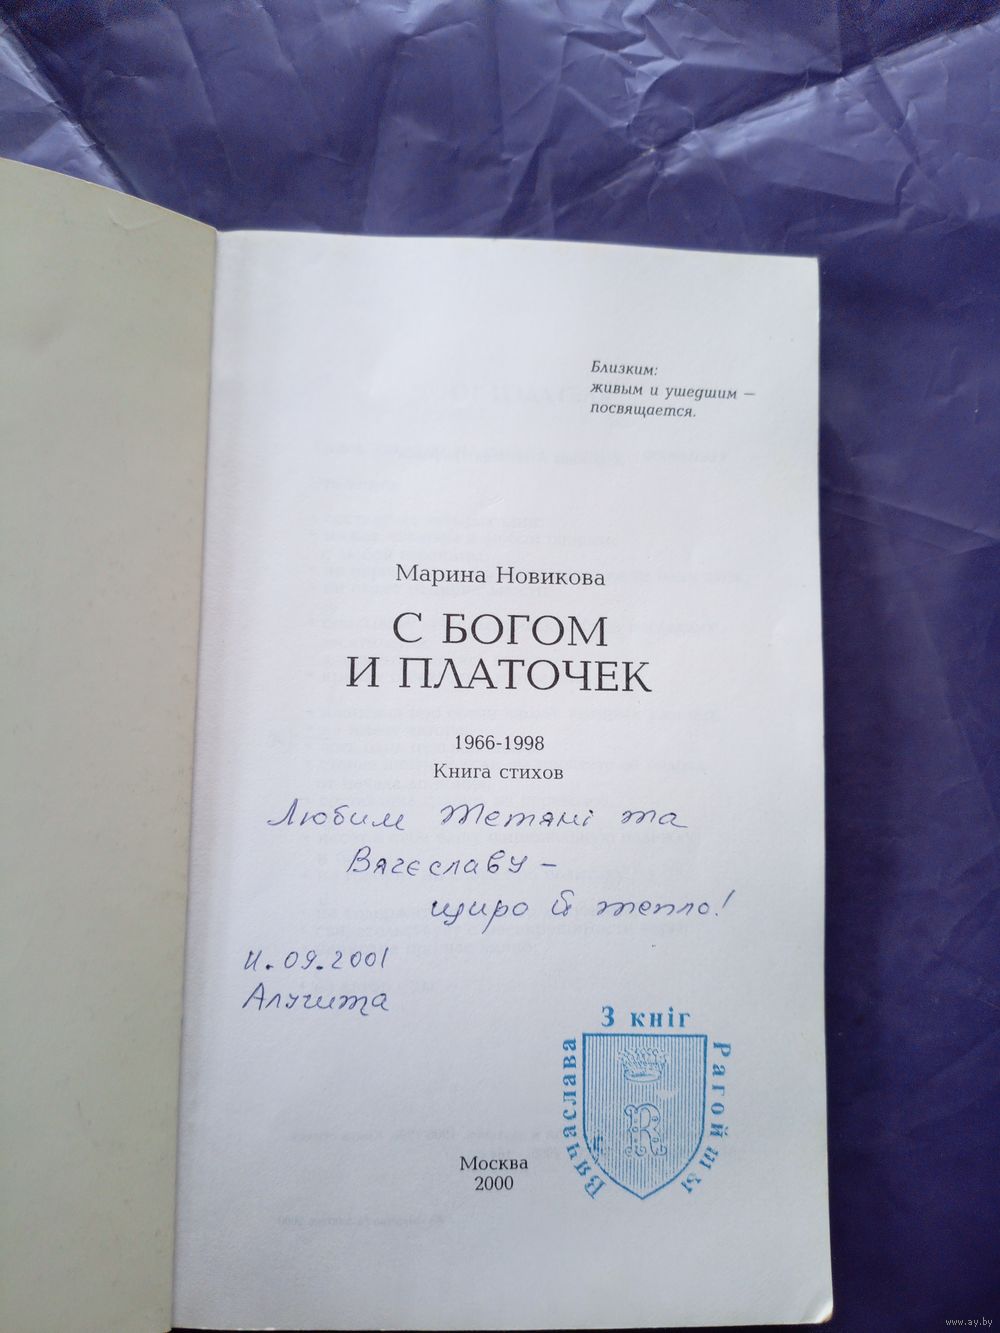 Близким:
живым и ушедшим —
посвящается.
Марина Новикова
С БОГОМ
И ПЛАТОЧЕК
1966-1998
Книга стихов
Любим Тетяні та
Вячеславу –
щиро й тепло!
11.09.2001
Алушта
З кніг
Вячаслава
Рагойшы
R
Москва
2000
www.ay.by